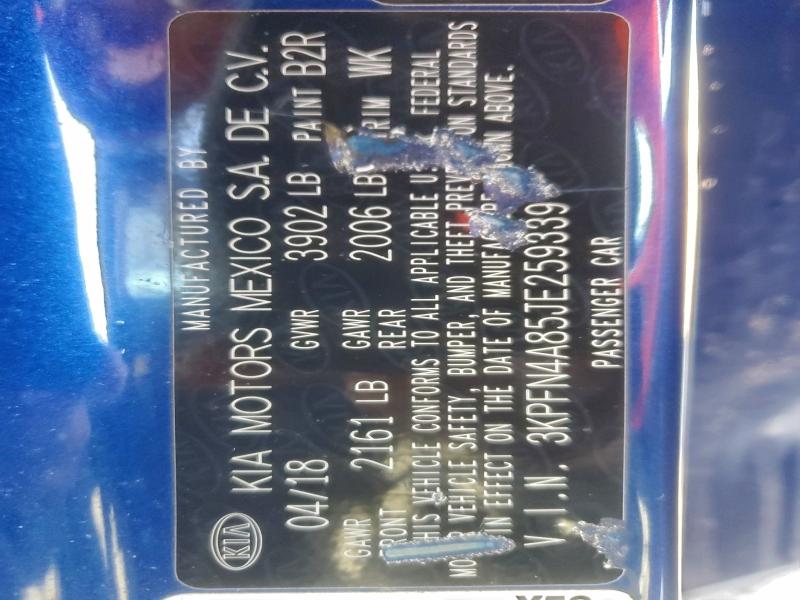 KIA
MANUFACTURED BY
KIA MOTORS MEXICO S.A. DE C.V.
04/18 GVWR 3902 LB PAINT B2R
GAWR FRONT 2161 LB GAWR REAR 2006 LB TRIM WK
THIS VEHICLE CONFORMS TO ALL APPLICABLE FEDERAL
VEHICLE SAFETY, BUMPER, AND THEFT STANDARDS
IN EFFECT ON THE DATE OF ABOVE.
V.I.N. 3KPFN4A85JE259339
PASSENGER CAR